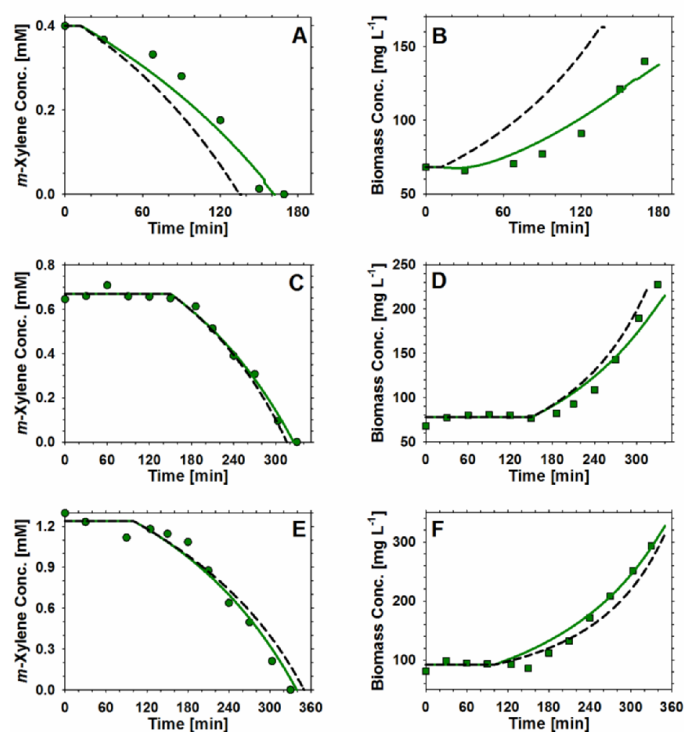 A
m-Xylene Conc. [mM]
0.4
0.2
0.0
0 60 120 180
Time [min]
B
Biomass Conc. [mg L⁻¹]
150
100
50
0 60 120 180
Time [min]
C
m-Xylene Conc. [mM]
0.8
0.6
0.4
0.2
0.0
0 60 120 180 240 300
Time [min]
D
Biomass Conc. [mg L⁻¹]
250
200
150
100
50
0 60 120 180 240 300
Time [min]
E
m-Xylene Conc. [mM]
1.2
0.9
0.6
0.3
0.0
0 60 120 180 240 300 360
Time [min]
F
Biomass Conc. [mg L⁻¹]
300
200
100
0 60 120 180 240 300 360
Time [min]